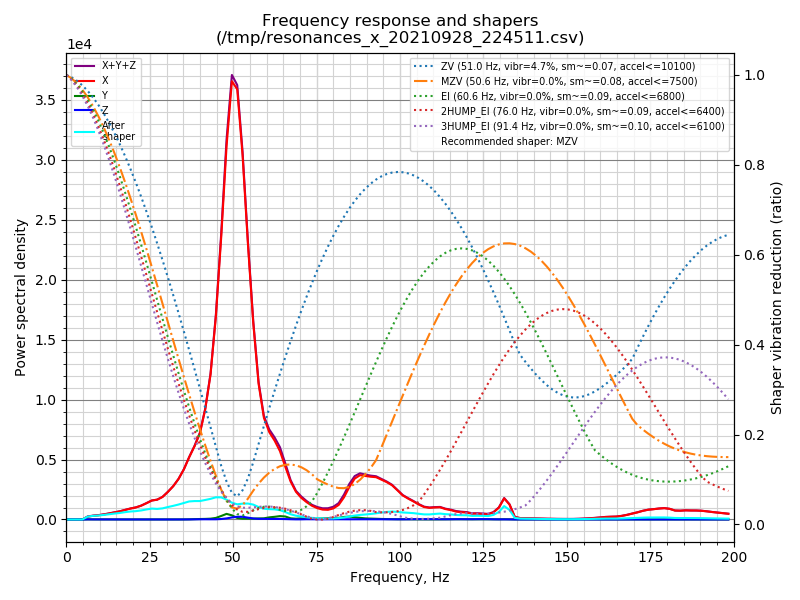 Frequency response and shapers
(/tmp/resonances_x_20210928_224511.csv)
1e4
X+Y+Z
X
Y
Z
After
shaper
ZV (51.0 Hz, vibr=4.7%, sm~=0.07, accel<=10100)
MZV (50.6 Hz, vibr=0.0%, sm~=0.08, accel<=7500)
EI (60.6 Hz, vibr=0.0%, sm~=0.09, accel<=6800)
2HUMP_EI (76.0 Hz, vibr=0.0%, sm~=0.09, accel<=6400)
3HUMP_EI (91.4 Hz, vibr=0.0%, sm~=0.10, accel<=6100)
Recommended shaper: MZV
Power spectral density
3.5
3.0
2.5
2.0
1.5
1.0
0.5
0.0
1.0
0.8
0.6
0.4
0.2
0.0
Shaper vibration reduction (ratio)
0 25 50 75 100 125 150 175 200
Frequency, Hz